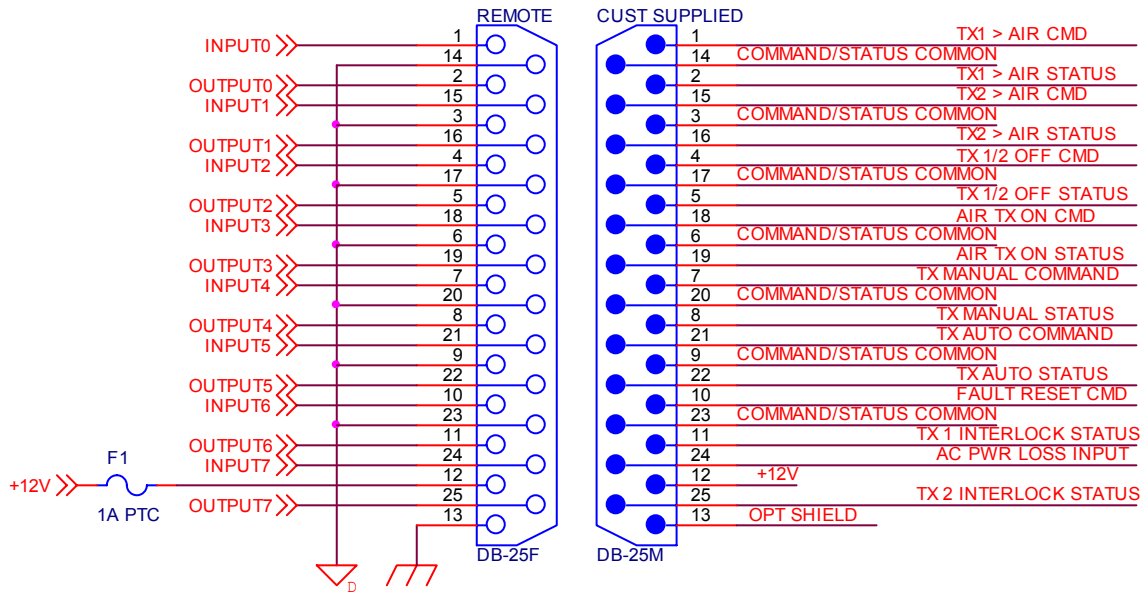 REMOTE CUST SUPPLIED
INPUT0 1 1 TX1 > AIR CMD
14 14 COMMAND/STATUS COMMON
OUTPUT0 2 2 TX1 > AIR STATUS
INPUT1 15 15 TX2 > AIR CMD
3 3 COMMAND/STATUS COMMON
OUTPUT1 16 16 TX2 > AIR STATUS
INPUT2 4 4 TX 1/2 OFF CMD
17 17 COMMAND/STATUS COMMON
OUTPUT2 5 5 TX 1/2 OFF STATUS
INPUT3 18 18 AIR TX ON CMD
6 6 COMMAND/STATUS COMMON
OUTPUT3 19 19 AIR TX ON STATUS
INPUT4 7 7 TX MANUAL COMMAND
20 20 COMMAND/STATUS COMMON
OUTPUT4 8 8 TX MANUAL STATUS
INPUT5 21 21 TX AUTO COMMAND
9 9 COMMAND/STATUS COMMON
OUTPUT5 22 22 TX AUTO STATUS
INPUT6 10 10 FAULT RESET CMD
23 23 COMMAND/STATUS COMMON
OUTPUT6 11 11 TX 1 INTERLOCK STATUS
F1 INPUT7 24 24 AC PWR LOSS INPUT
+12V 12 12 +12V
1A PTC OUTPUT7 25 25 TX 2 INTERLOCK STATUS
13 13 OPT SHIELD
DB-25F DB-25M
D